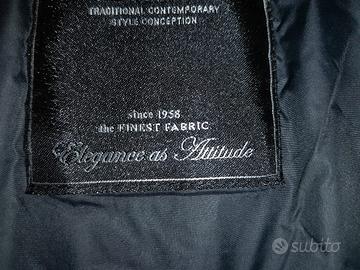 TRADITIONAL CONTEMPORARY
STYLE CONCEPTION
since 1958
the FINEST FABRIC
Elegance as Attitude
subito